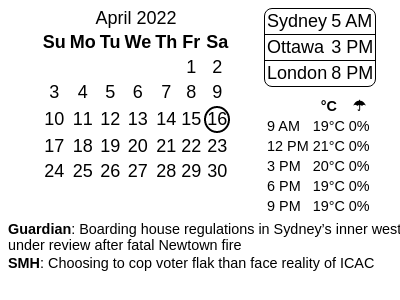 April 2022
Su Mo Tu We Th Fr Sa
1 2
3 4 5 6 7 8 9
10 11 12 13 14 15 16
17 18 19 20 21 22 23
24 25 26 27 28 29 30
Sydney 5 AM
Ottawa 3 PM
London 8 PM
°C ☂
9 AM 19°C 0%
12 PM 21°C 0%
3 PM 20°C 0%
6 PM 19°C 0%
9 PM 19°C 0%
Guardian: Boarding house regulations in Sydney’s inner west
under review after fatal Newtown fire
SMH: Choosing to cop voter flak than face reality of ICAC